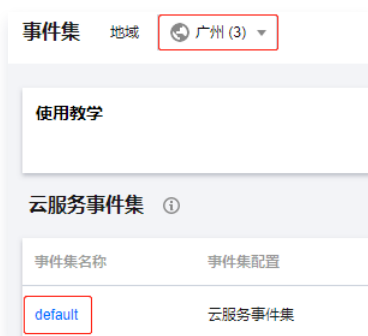 事件集 地域 广州 (3)
使用教学
云服务事件集
事件集名称 事件集配置
default 云服务事件集